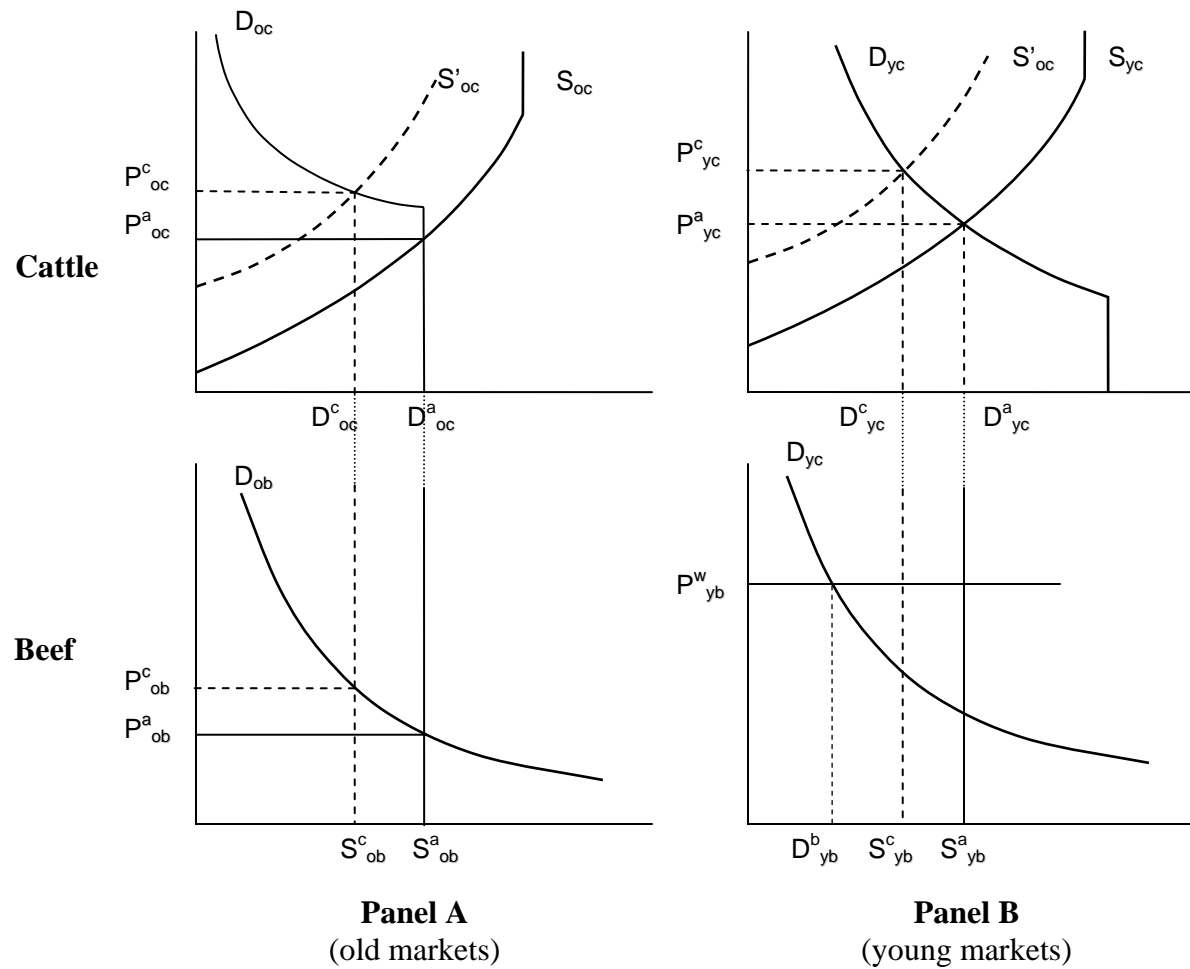 D_oc
S'_oc
S_oc
P^c_oc
P^a_oc
Cattle
D^c_oc
D^a_oc
D_yc
S'_oc
S_yc
P^c_yc
P^a_yc
D^c_yc
D^a_yc
D_ob
Beef
P^c_ob
P^a_ob
S^c_ob
S^a_ob
D_yc
P^w_yb
D^b_yb
S^c_yb
S^a_yb
Panel A
(old markets)
Panel B
(young markets)